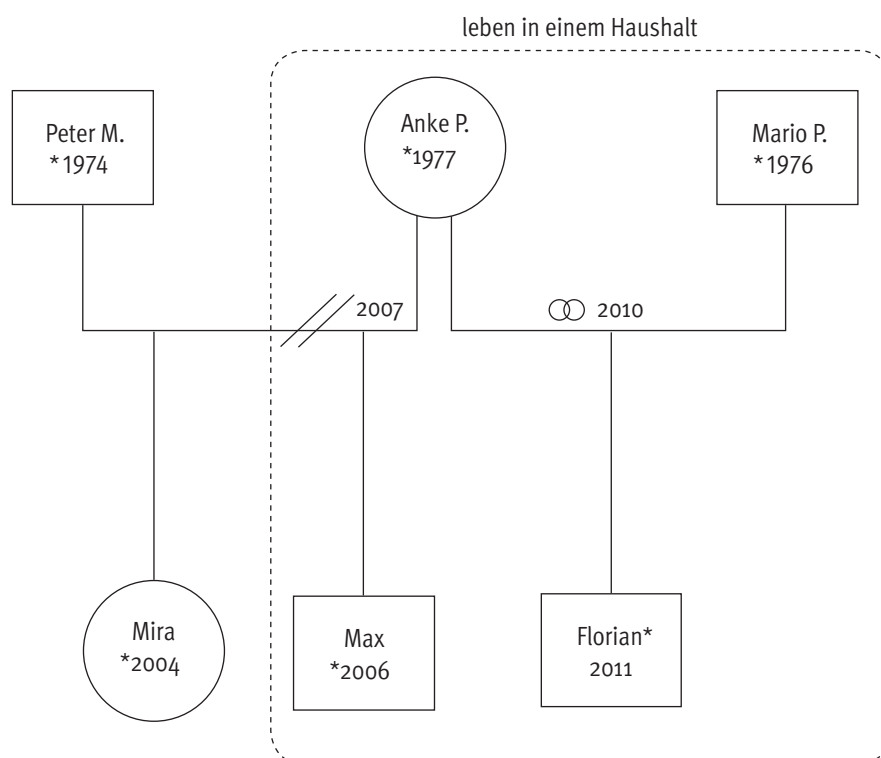 leben in einem Haushalt
Peter M.
*1974
Anke P.
*1977
Mario P.
*1976
2007
2010
Mira
*2004
Max
*2006
Florian*
2011